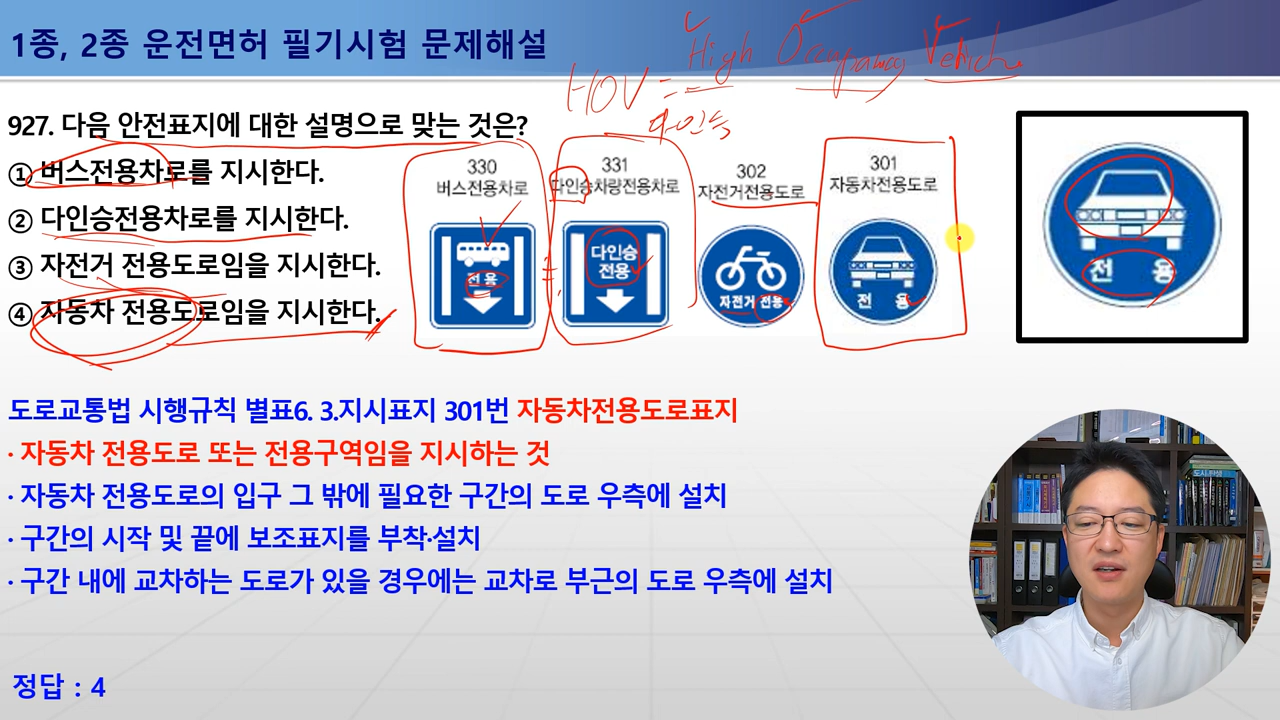 1종, 2종 운전면허 필기시험 문제해설
HOV = High Occupancy Vehicle
다인승
927. 다음 안전표지에 대한 설명으로 맞는 것은?
① 버스전용차로를 지시한다.
② 다인승전용차로를 지시한다.
③ 자전거 전용도로임을 지시한다.
④ 자동차 전용도로임을 지시한다.
330
버스전용차로
전용
331
다인승차량전용차로
다인승
전용
302
자전거전용도로
자전거 전용
301
자동차전용도로
전 용
전 용
도로교통법 시행규칙 별표6. 3.지시표지 301번 자동차전용도로표지
· 자동차 전용도로 또는 전용구역임을 지시하는 것
· 자동차 전용도로의 입구 그 밖에 필요한 구간의 도로 우측에 설치
· 구간의 시작 및 끝에 보조표지를 부착·설치
· 구간 내에 교차하는 도로가 있을 경우에는 교차로 부근의 도로 우측에 설치
정답 : 4